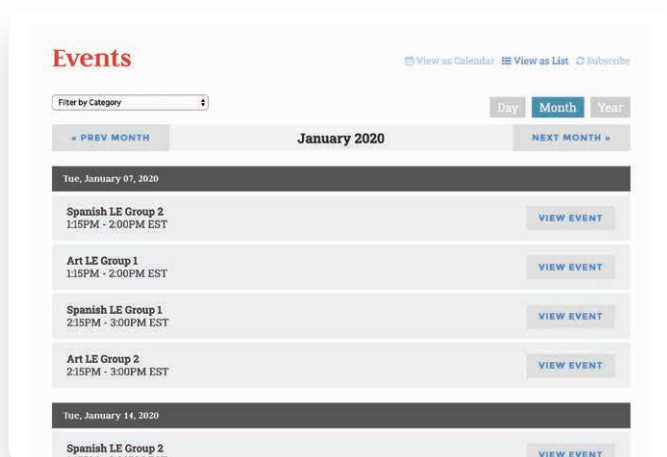 Events
View as Calendar View as List Subscribe
Filter by Category
Day Month Year
« PREV MONTH January 2020 NEXT MONTH »
Tue, January 07, 2020
Spanish LE Group 2
1:15PM - 2:00PM EST
VIEW EVENT
Art LE Group 1
1:15PM - 2:00PM EST
VIEW EVENT
Spanish LE Group 1
2:15PM - 3:00PM EST
VIEW EVENT
Art LE Group 2
2:15PM - 3:00PM EST
VIEW EVENT
Tue, January 14, 2020
Spanish LE Group 2
VIEW EVENT